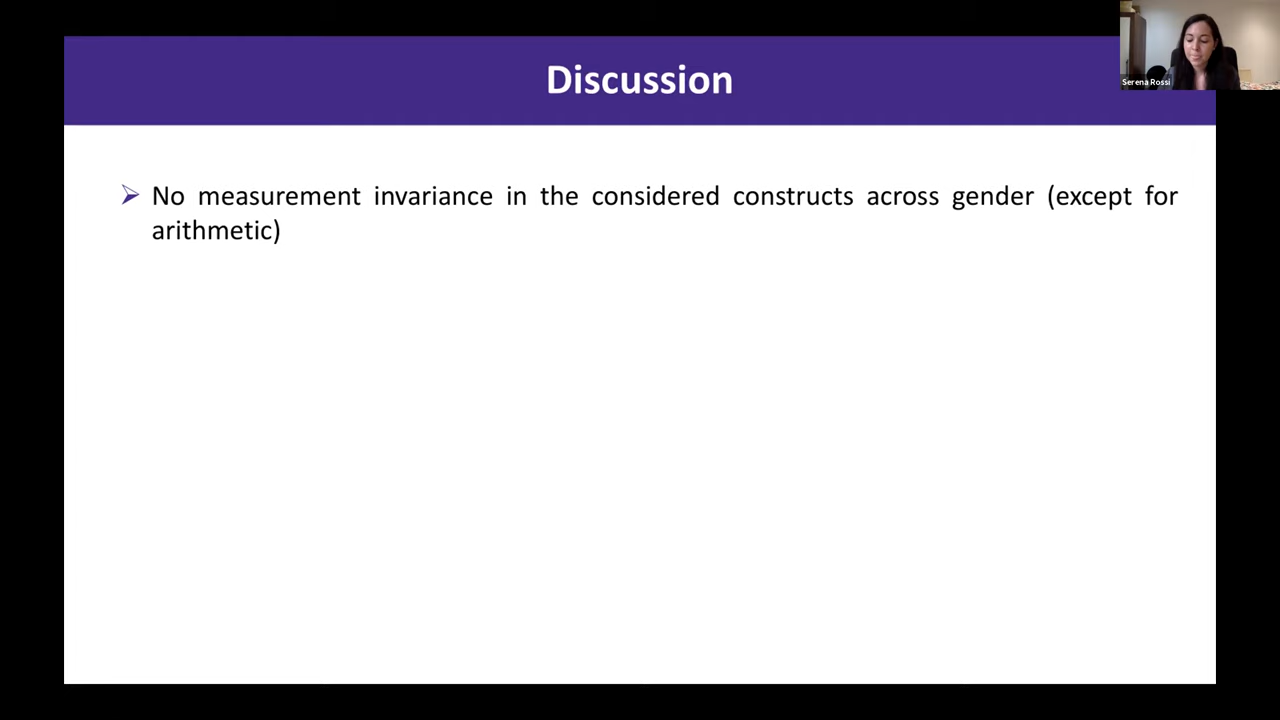 Discussion
Serena Rossi
➢ No measurement invariance in the considered constructs across gender (except for
arithmetic)